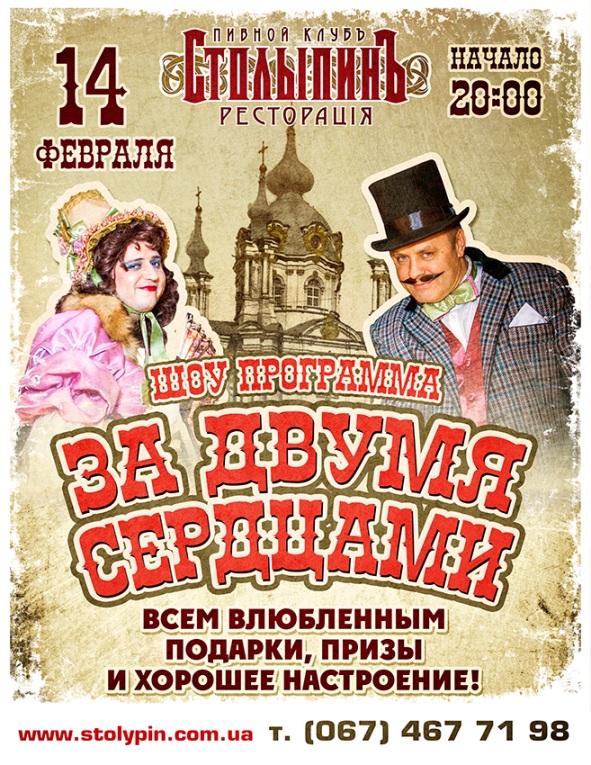 14
ФЕВРАЛЯ
ПИВНОЙ КЛУБЪ
СТОЛЫПИНЪ
РЕСТОРАЦІЯ
НАЧАЛО
20:00
ШОУ ПРОГРАММА
ЗА ДВУМЯ
СЕРДЦАМИ
ВСЕМ ВЛЮБЛЕННЫМ
ПОДАРКИ, ПРИЗЫ
И ХОРОШЕЕ НАСТРОЕНИЕ!
www.stolypin.com.ua т. (067) 467 71 98